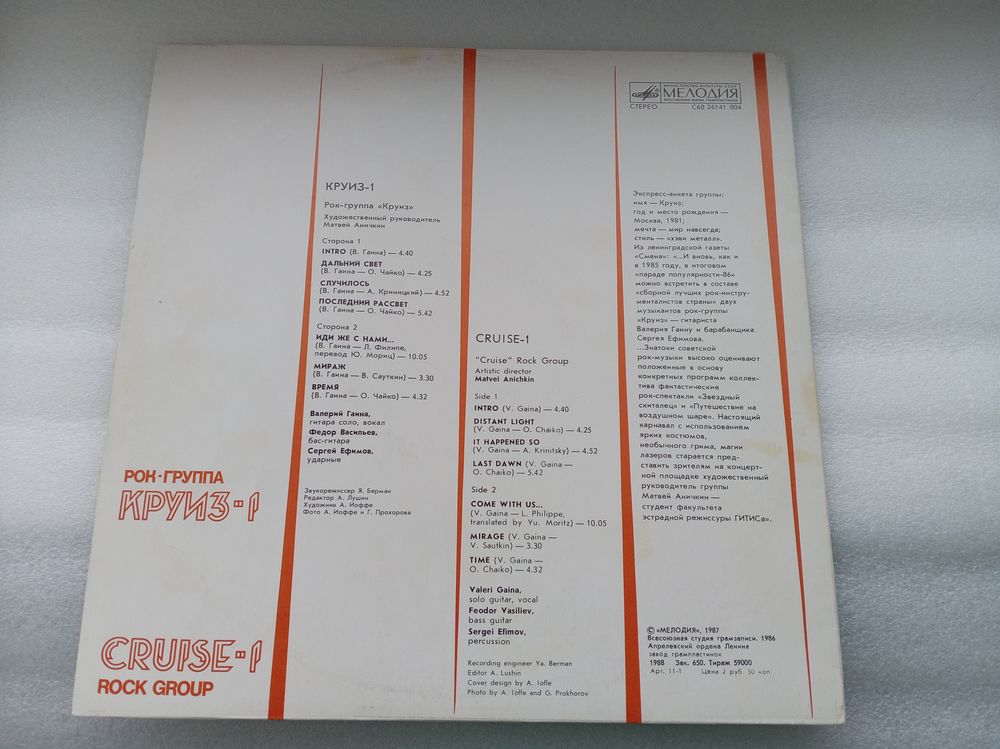 МИНИСТЕРСТВО КУЛЬТУРЫ СССР
МЕЛОДИЯ
ВСЕСОЮЗНАЯ ФИРМА ГРАМПЛАСТИНОК
СТЕРЕО С60 26141 004
РОК-ГРУППА
КРУИЗ-1
CRUISE-1
ROCK GROUP
КРУИЗ-1
Рок-группа «Круиз»
Художественный руководитель
Матвей Аничкин
Сторона 1
INTRO (В. Гаина) — 4.40
ДАЛЬНИЙ СВЕТ
(В. Гаина — О. Чайко) — 4.25
СЛУЧИЛОСЬ
(В. Гаина — А. Криницкий) — 4.52
ПОСЛЕДНИЙ РАССВЕТ
(В. Гаина — О. Чайко) — 5.42
Сторона 2
ИДИ ЖЕ С НАМИ...
(В. Гаина — Л. Филипе,
перевод Ю. Мориц) — 10.05
МИРАЖ
(В. Гаина — В. Сауткин) — 3.30
ВРЕМЯ
(В. Гаина — О. Чайко) — 4.32
Валерий Гаина,
гитара соло, вокал
Федор Васильев,
бас-гитара
Сергей Ефимов,
ударные
Звукорежиссер Я. Берман
Редактор А. Лушин
Художник А. Иоффе
Фото А. Иоффе и Г. Прохорова
CRUISE-1
"Cruise" Rock Group
Artistic director
Matvei Anichkin
Side 1
INTRO (V. Gaina) — 4.40
DISTANT LIGHT
(V. Gaina — O. Chaiko) — 4.25
IT HAPPENED SO
(V. Gaina — A. Krinitsky) — 4.52
LAST DAWN (V. Gaina —
O. Chaiko) — 5.42
Side 2
COME WITH US...
(V. Gaina — L. Philippe,
translated by Yu. Moritz) — 10.05
MIRAGE (V. Gaina —
V. Sautkin) — 3.30
TIME (V. Gaina —
O. Chaiko) — 4.32
Valeri Gaina,
solo guitar, vocal
Feodor Vasiliev,
bass guitar
Sergei Efimov,
percussion
Recording engineer Ya. Berman
Editor A. Lushin
Cover design by A. Ioffe
Photo by A. Ioffe and G. Prokhorov
Экспресс-анкета группы:
имя — Круиз;
год и место рождения —
Москва, 1981;
мечта — мир навсегда;
стиль — «хэви металл».
Из ленинградской газеты
«Смена»: «...И вновь, как и
в 1985 году, в итоговом
«параде популярности-86»
можно встретить в составе
«сборной лучших рок-инстру-
менталистов страны» двух
музыкантов рок-группы
«Круиз» — гитариста
Валерия Гаину и барабанщика
Сергея Ефимова.
...Знатоки советской
рок-музыки высоко оценивают
положенные в основу
конкретных программ коллек-
тива фантастические
рок-спектакли «Звездный
скиталец» и «Путешествие на
воздушном шаре». Настоящий
карнавал с использованием
ярких костюмов,
необычного грима, магии
лазеров старается пред-
ставить зрителям на концерт-
ной площадке художественный
руководитель группы
Матвей Аничкин —
студент факультета
эстрадной режиссуры ГИТИСа».
© «МЕЛОДИЯ», 1987
Всесоюзная студия грамзаписи. 1986
Апрелевский ордена Ленина
завод грампластинок
1988 Зак. 650. Тираж 59000
Арт. 11-1 Цена 2 руб. 50 коп